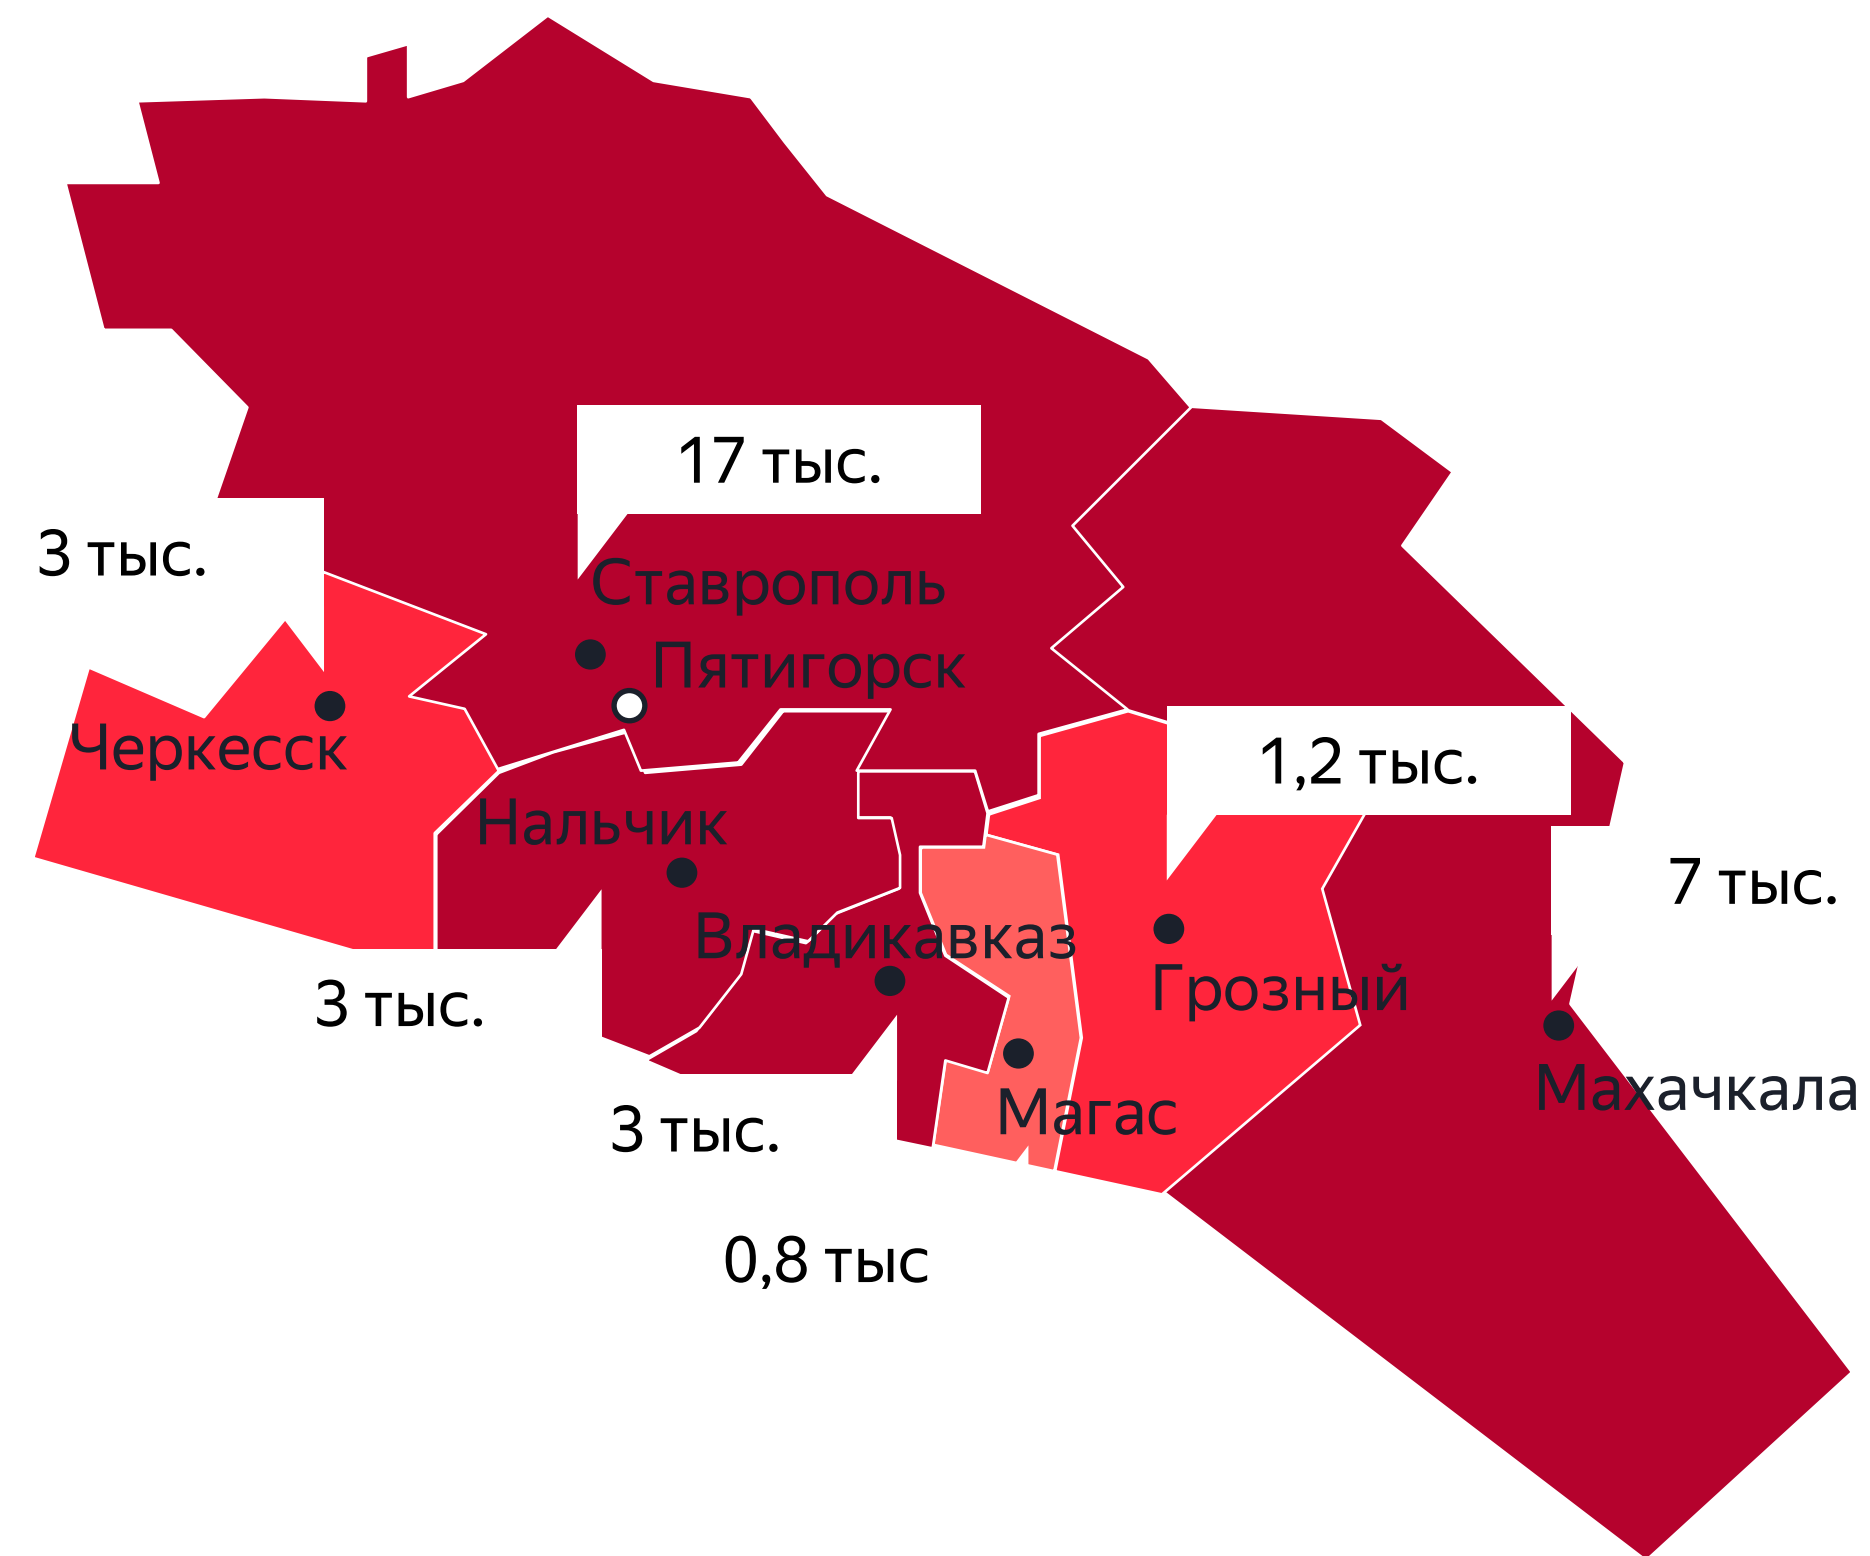 17 тыс.
3 тыс.
Ставрополь
Пятигорск
Черкесск
1,2 тыс.
Нальчик
7 тыс.
Владикавказ
Грозный
3 тыс.
Махачкала
Магас
3 тыс.
0,8 тыс